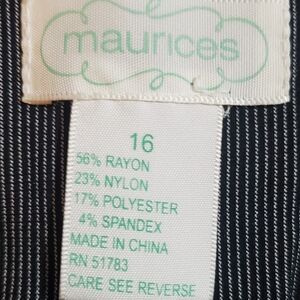 maurices
16
56% RAYON
23% NYLON
17% POLYESTER
4% SPANDEX
MADE IN CHINA
RN 51783
CARE SEE REVERSE